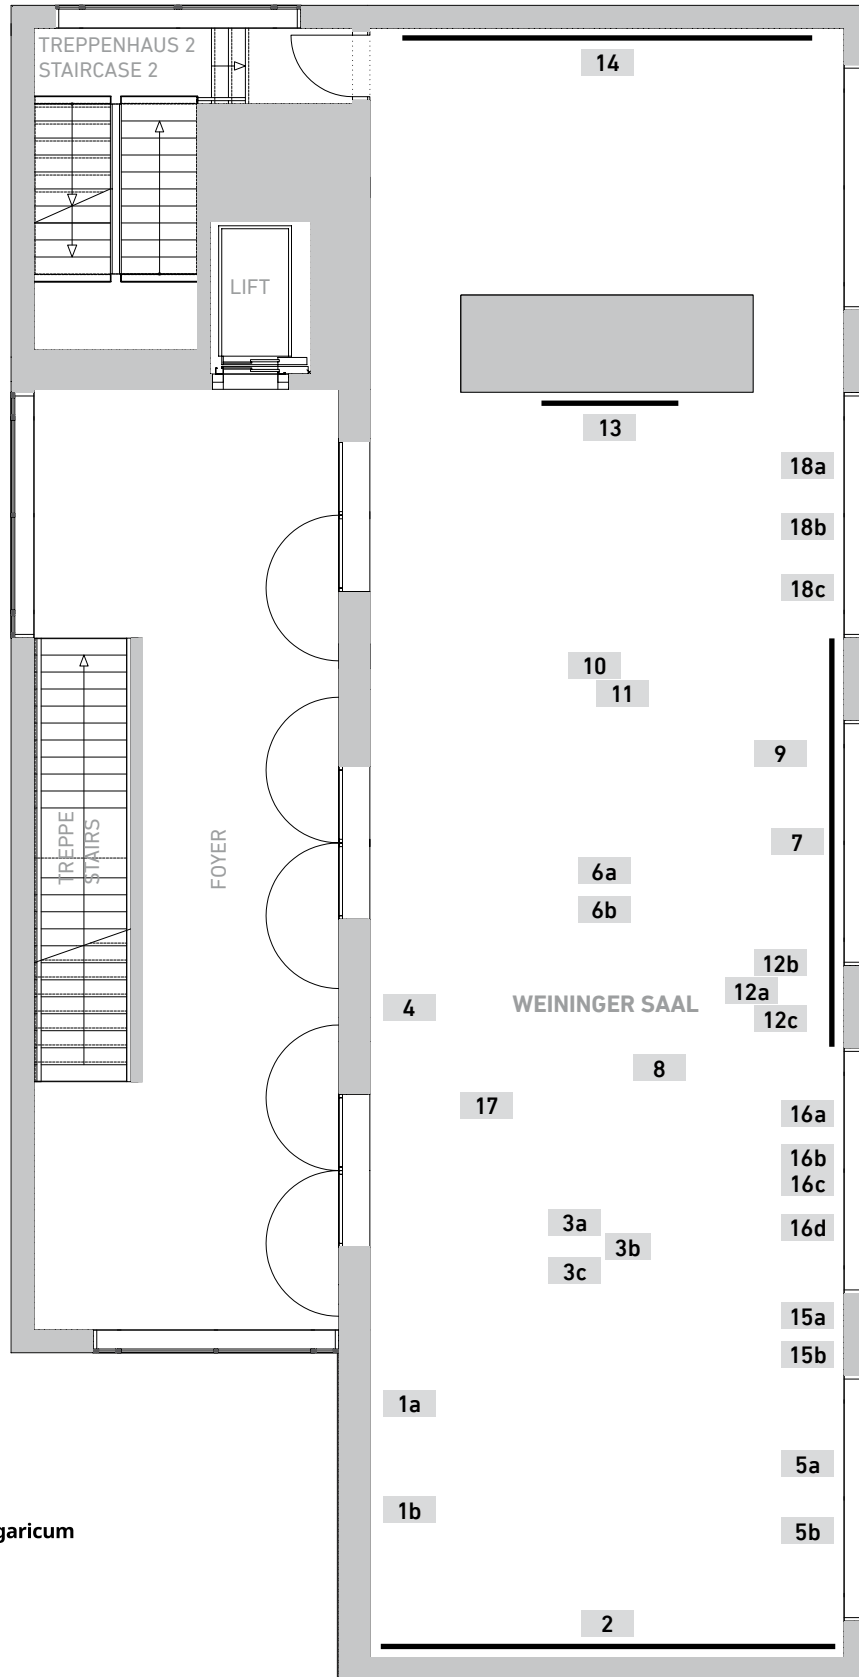 TREPPENHAUS 2
STAIRCASE 2
14
LIFT
13
18a
18b
18c
10
11
9
7
TREPPE
STAIRS
FOYER
6a
6b
12b
12a
12c
WEININGER SAAL
4
8
17
16a
16b
16c
16d
3a
3b
3c
15a
15b
1a
5a
1b
5b
garicum
2